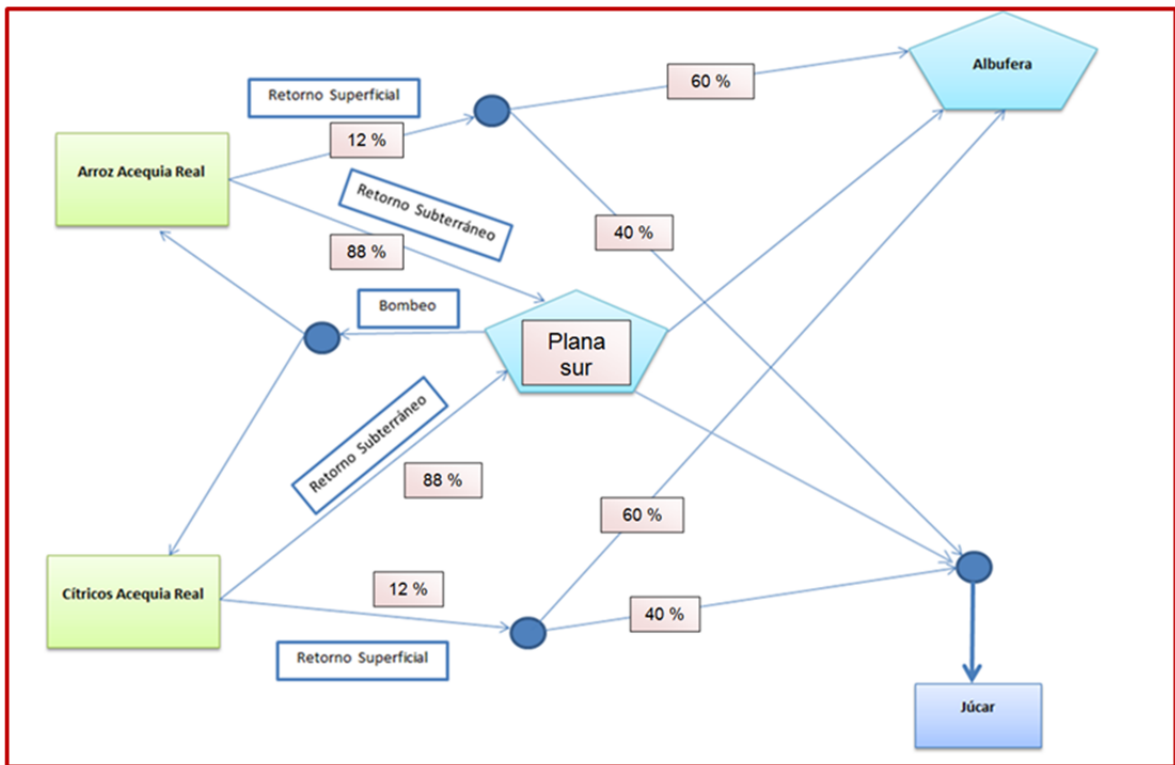 Albufera
60 %
Retorno Superficial
12 %
Arroz Acequia Real
Retorno Subterráneo
40 %
88 %
Bombeo
Plana
sur
Retorno Subterráneo
88 %
60 %
Cítricos Acequia Real
12 %
40 %
Retorno Superficial
Júcar